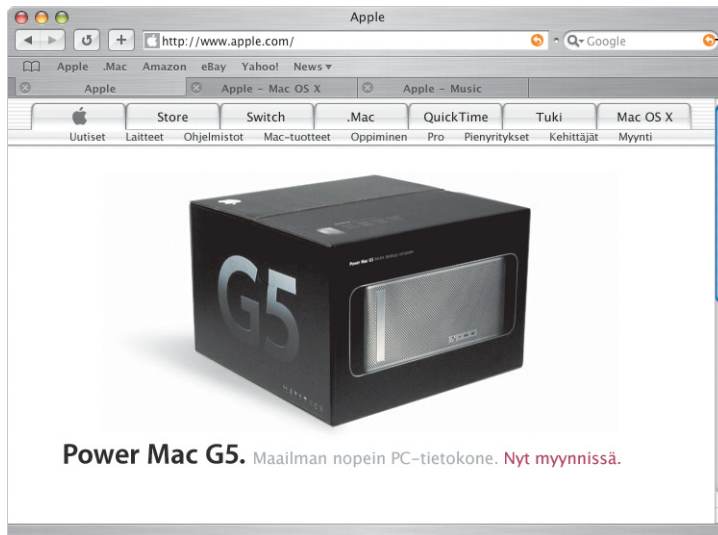 Apple
http://www.apple.com/
Google
Apple .Mac Amazon eBay Yahoo! News
Apple Apple – Mac OS X Apple – Music
Store Switch .Mac QuickTime Tuki Mac OS X
Uutiset Laitteet Ohjelmistot Mac-tuotteet Oppiminen Pro Pienyritykset Kehittäjät Myynti
Power Mac G5
G5
Power Mac G5. Maailman nopein PC-tietokone. Nyt myynnissä.